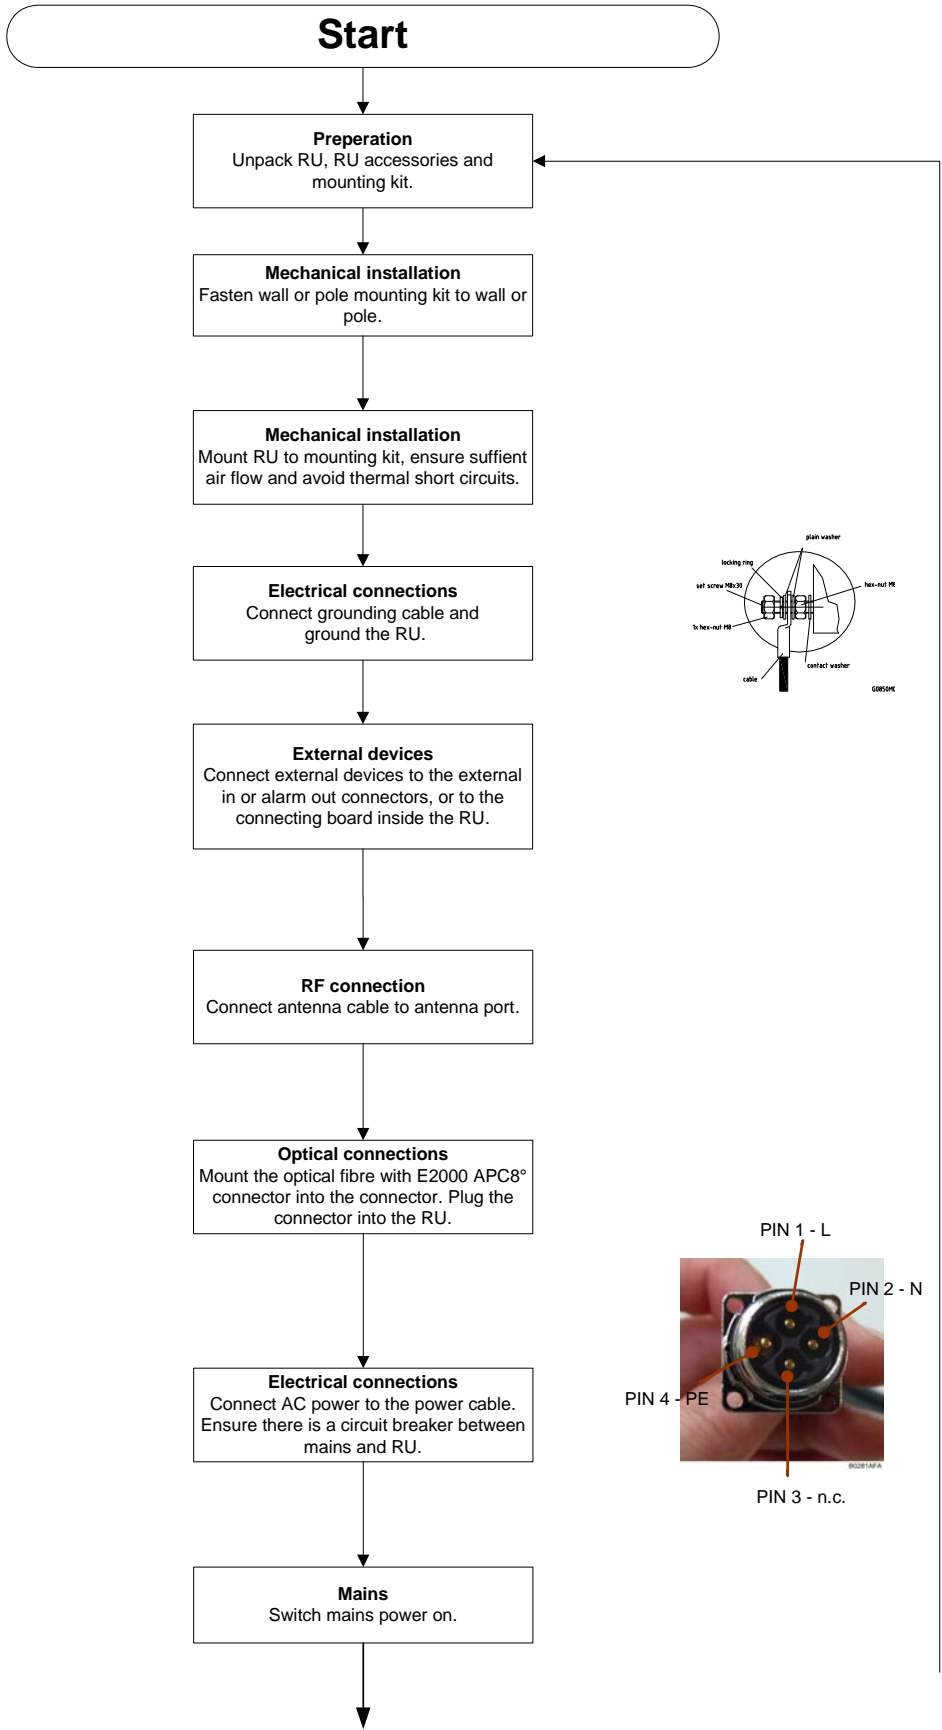 Start
Preperation
Unpack RU, RU accessories and
mounting kit.
Mechanical installation
Fasten wall or pole mounting kit to wall or
pole.
Mechanical installation
Mount RU to mounting kit, ensure suffient
air flow and avoid thermal short circuits.
Electrical connections
Connect grounding cable and
ground the RU.
plain washer
locking ring
set screw M8x30
hex-nut M8
1x hex-nut M8
contact washer
cable
G0850MC
External devices
Connect external devices to the external
in or alarm out connectors, or to the
connecting board inside the RU.
RF connection
Connect antenna cable to antenna port.
Optical connections
Mount the optical fibre with E2000 APC8°
connector into the connector. Plug the
connector into the RU.
Electrical connections
Connect AC power to the power cable.
Ensure there is a circuit breaker between
mains and RU.
PIN 1 - L
PIN 2 - N
PIN 4 - PE
B0281AFA
PIN 3 - n.c.
Mains
Switch mains power on.